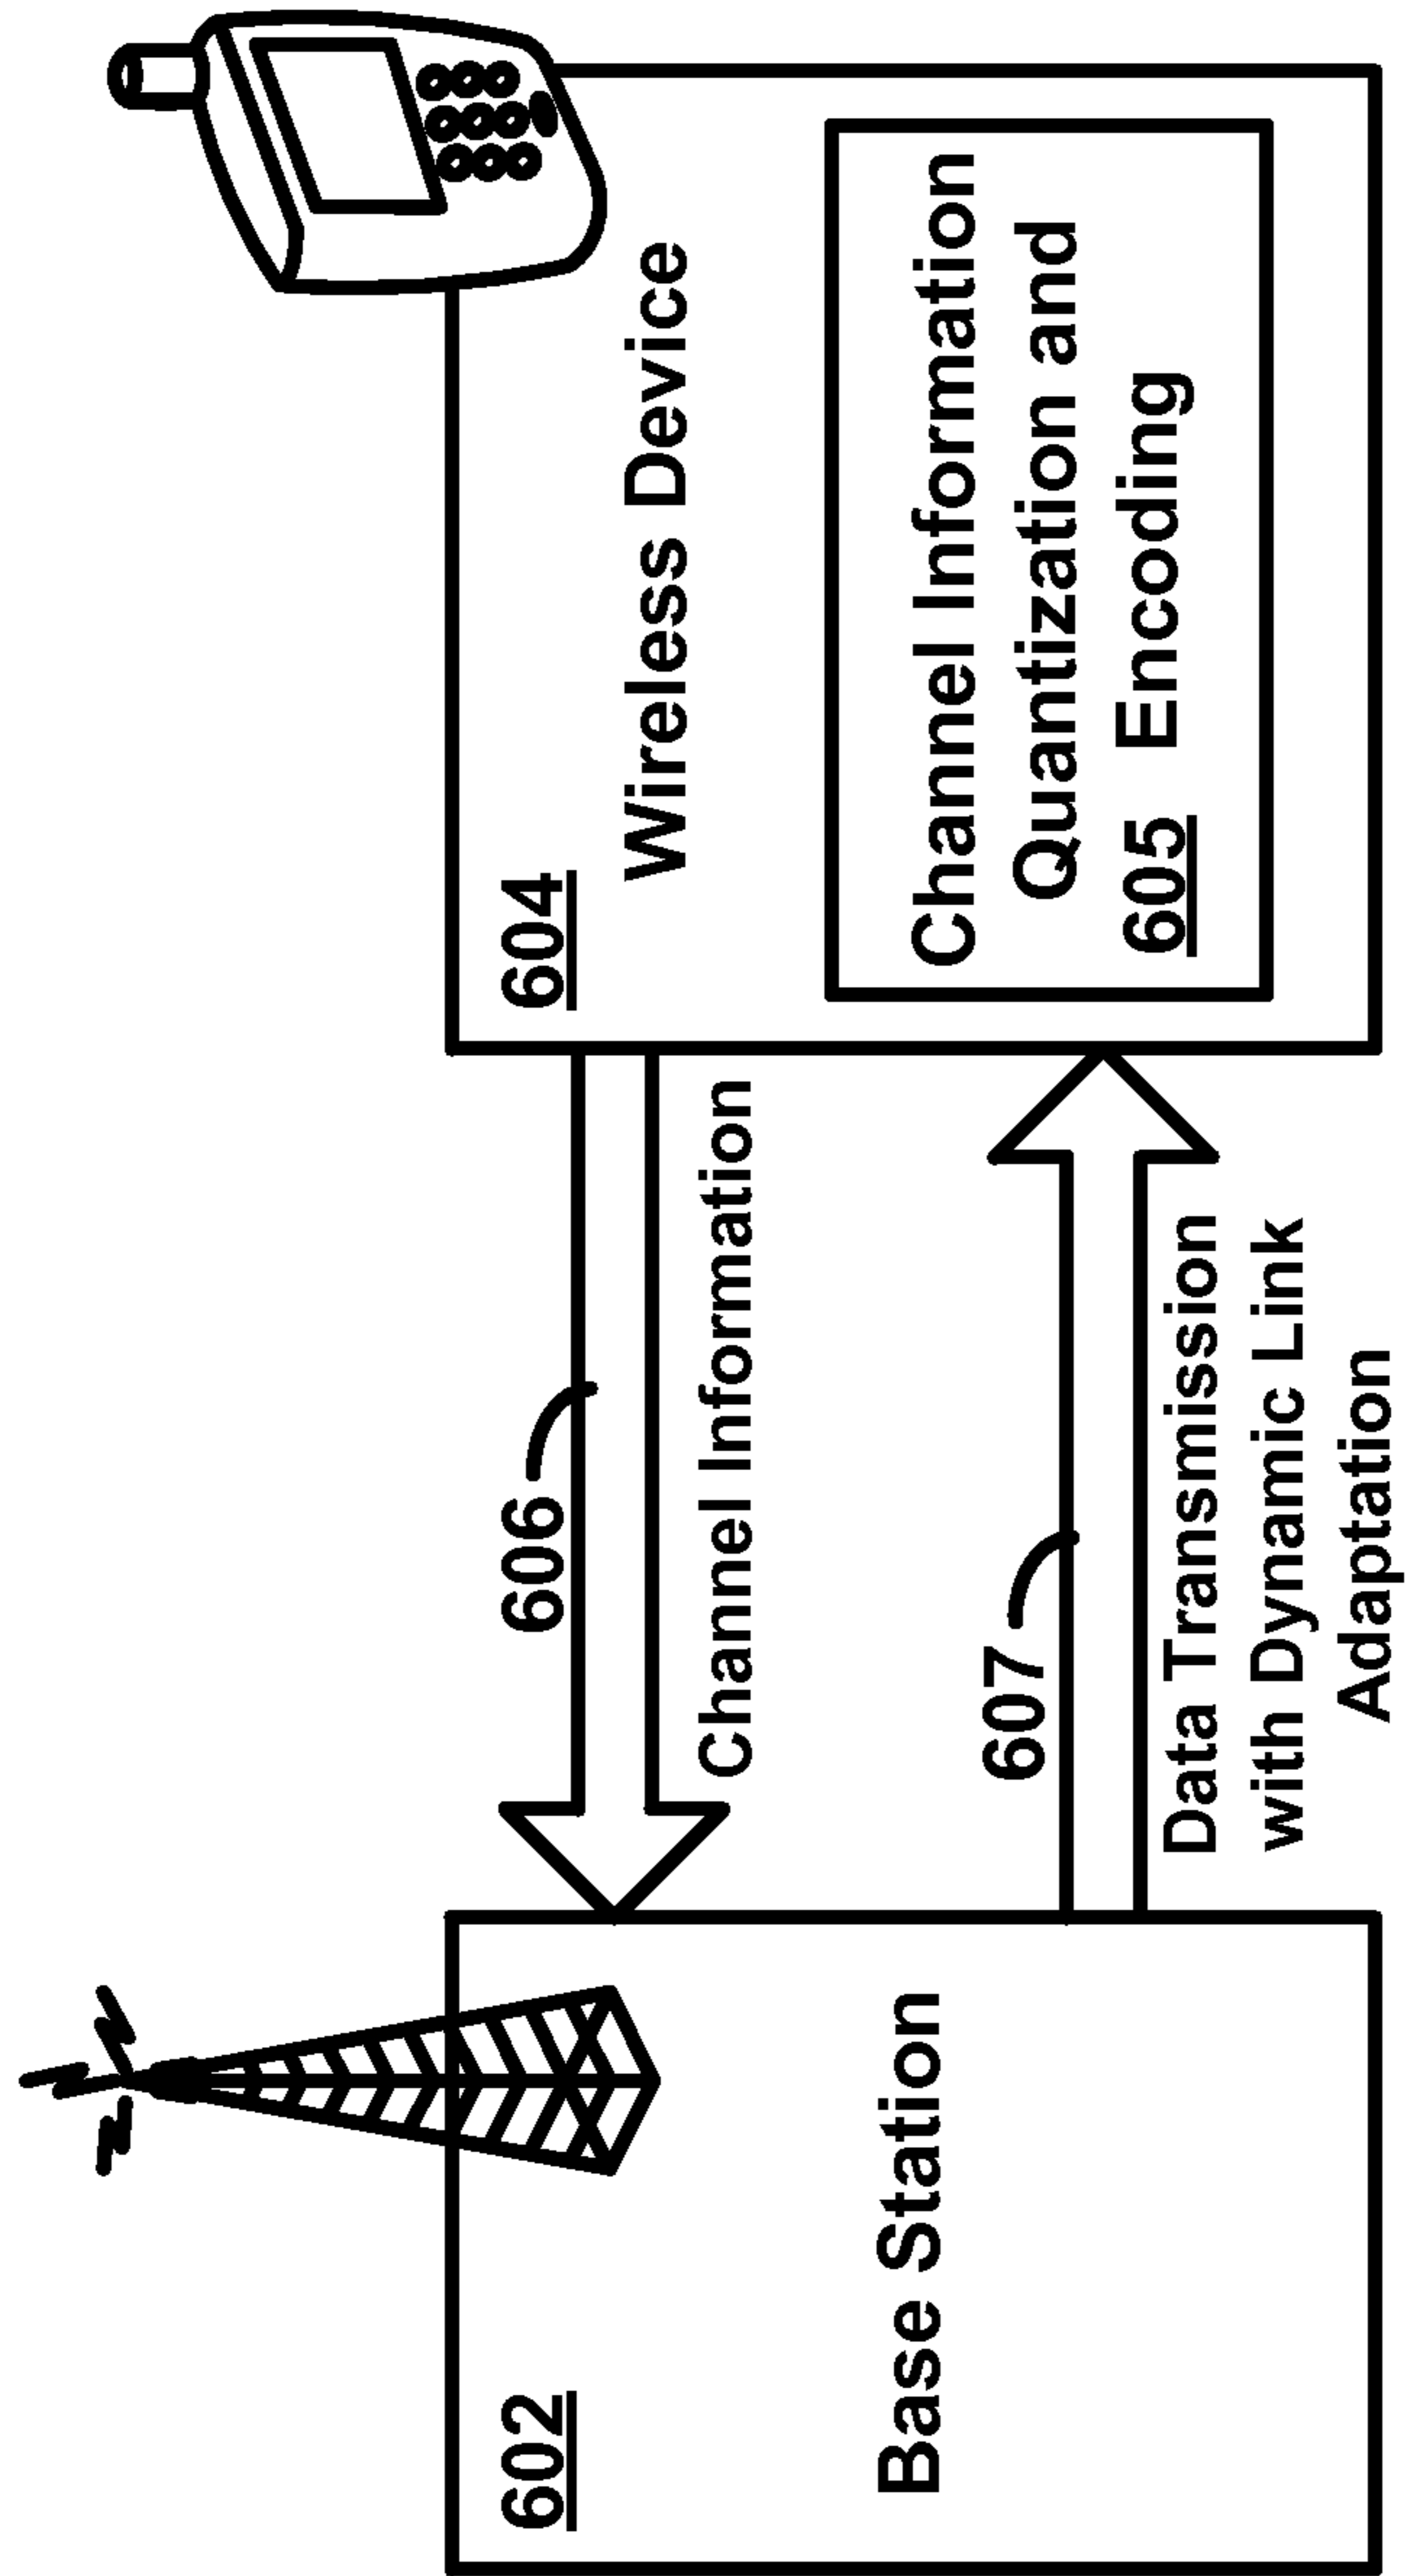 602
Base Station
606
Channel Information
607
Data Transmission
with Dynamic Link
Adaptation
604
Wireless Device
Channel Information
Quantization and
605 Encoding